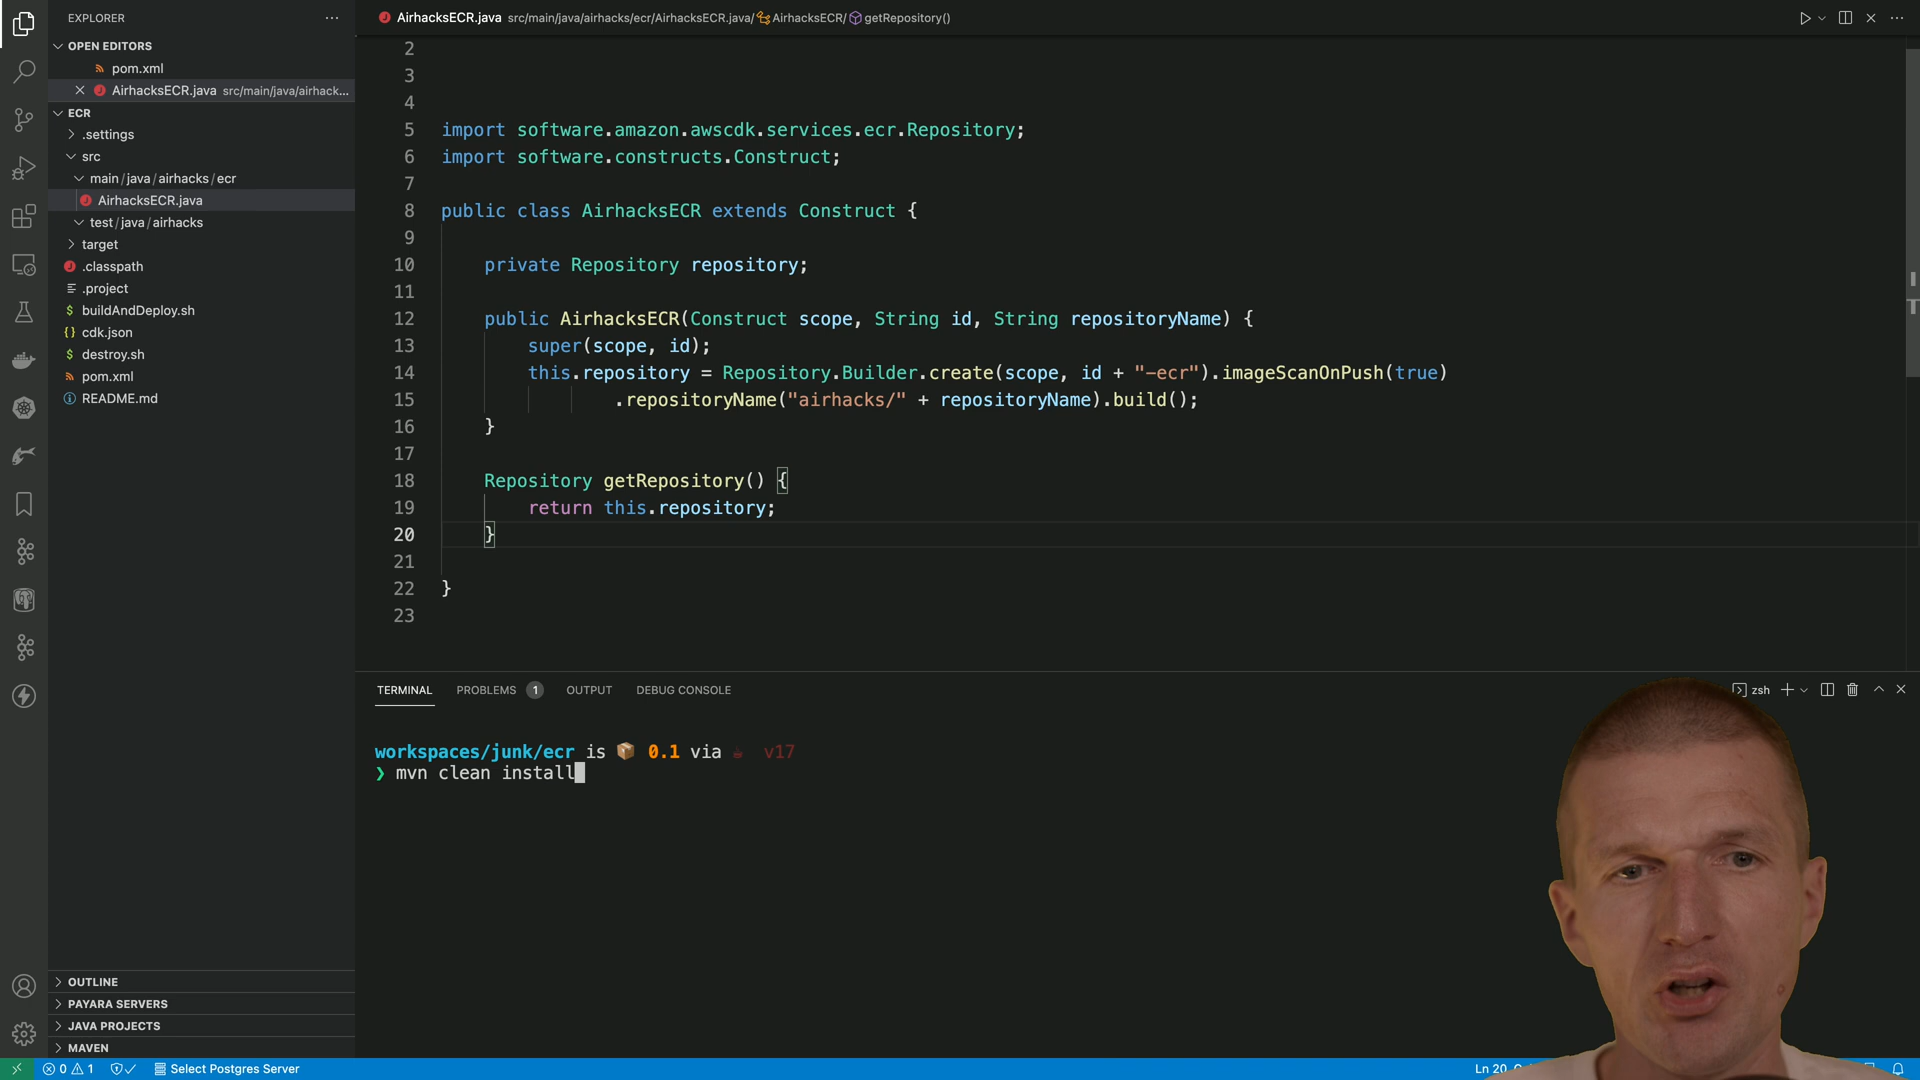 EXPLORER
AirhacksECR.java src/main/java/airhacks/ecr/AirhacksECR.java/ AirhacksECR/ getRepository()
OPEN EDITORS
pom.xml
AirhacksECR.java src/main/java/airhack...
ECR
.settings
src
main/java/airhacks/ecr
AirhacksECR.java
test/java/airhacks
target
.classpath
.project
buildAndDeploy.sh
cdk.json
destroy.sh
pom.xml
README.md
2
3
4
5 import software.amazon.awscdk.services.ecr.Repository;
6 import software.constructs.Construct;
7
8 public class AirhacksECR extends Construct {
9
10 private Repository repository;
11
12 public AirhacksECR(Construct scope, String id, String repositoryName) {
13 super(scope, id);
14 this.repository = Repository.Builder.create(scope, id + "-ecr").imageScanOnPush(true)
15 .repositoryName("airhacks/" + repositoryName).build();
16 }
17
18 Repository getRepository() {
19 return this.repository;
20 }
21
22 }
23
TERMINAL PROBLEMS 1 OUTPUT DEBUG CONSOLE
zsh
workspaces/junk/ecr is 0.1 via v17
❯ mvn clean install
OUTLINE
PAYARA SERVERS
JAVA PROJECTS
MAVEN
0 1 Select Postgres Server
Ln 20,